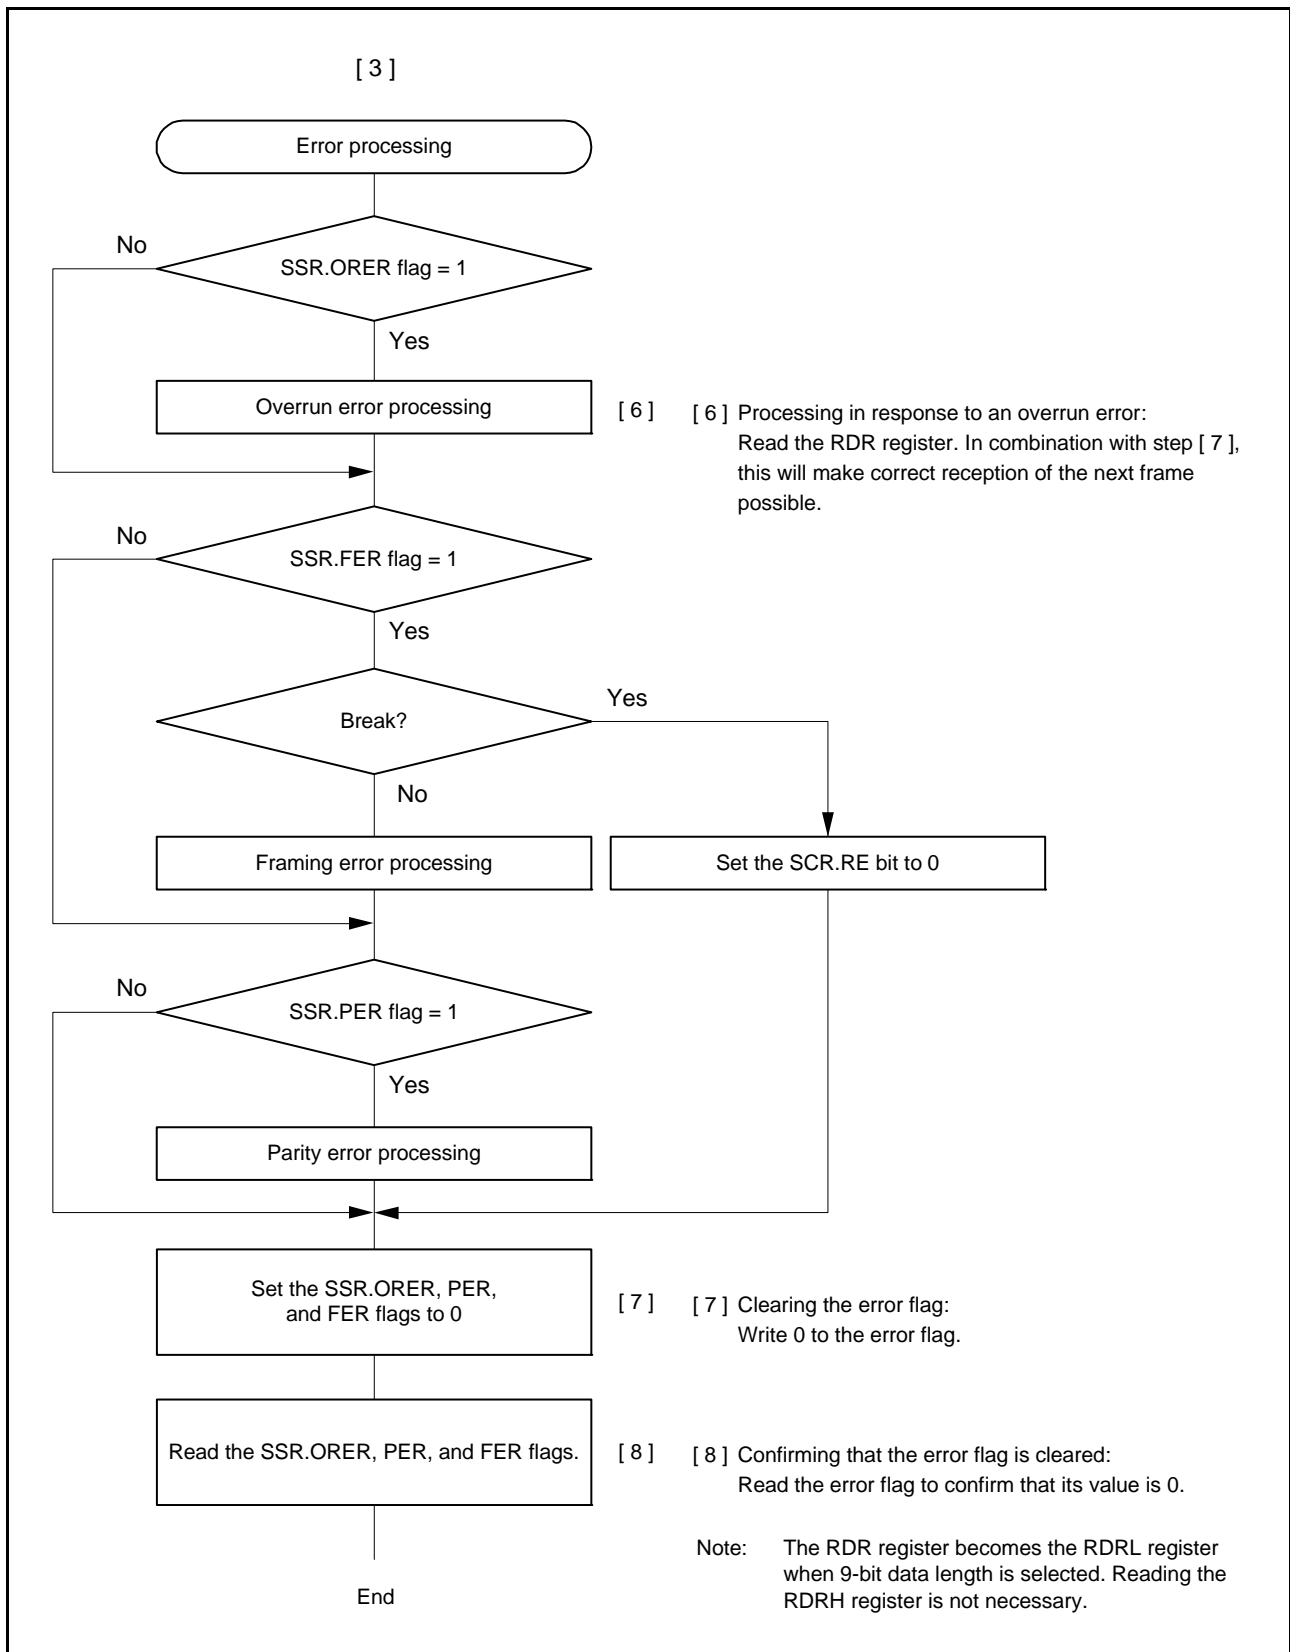 [ 3 ]
Error processing
No
SSR.ORER flag = 1
Yes
Overrun error processing
[ 6 ]
[ 6 ] Processing in response to an overrun error:
Read the RDR register. In combination with step [ 7 ],
this will make correct reception of the next frame
possible.
No
SSR.FER flag = 1
Yes
Break?
Yes
No
Framing error processing
Set the SCR.RE bit to 0
No
SSR.PER flag = 1
Yes
Parity error processing
Set the SSR.ORER, PER,
and FER flags to 0
[ 7 ]
[ 7 ] Clearing the error flag:
Write 0 to the error flag.
Read the SSR.ORER, PER, and FER flags.
[ 8 ]
[ 8 ] Confirming that the error flag is cleared:
Read the error flag to confirm that its value is 0.
Note: The RDR register becomes the RDRL register
when 9-bit data length is selected. Reading the
RDRH register is not necessary.
End